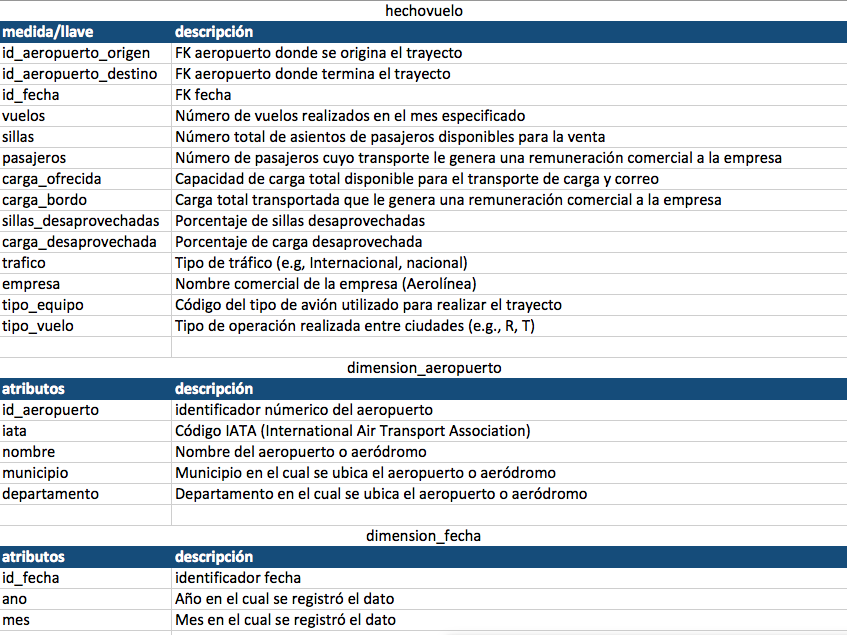 hechovuelo
medida/llave descripción
id_aeropuerto_origen FK aeropuerto donde se origina el trayecto
id_aeropuerto_destino FK aeropuerto donde termina el trayecto
id_fecha FK fecha
vuelos Número de vuelos realizados en el mes especificado
sillas Número total de asientos de pasajeros disponibles para la venta
pasajeros Número de pasajeros cuyo transporte le genera una remuneración comercial a la empresa
carga_ofrecida Capacidad de carga total disponible para el transporte de carga y correo
carga_bordo Carga total transportada que le genera una remuneración comercial a la empresa
sillas_desaprovechadas Porcentaje de sillas desaprovechadas
carga_desaprovechada Porcentaje de carga desaprovechada
trafico Tipo de tráfico (e.g, Internacional, nacional)
empresa Nombre comercial de la empresa (Aerolínea)
tipo_equipo Código del tipo de avión utilizado para realizar el trayecto
tipo_vuelo Tipo de operación realizada entre ciudades (e.g., R, T)
dimension_aeropuerto
atributos descripción
id_aeropuerto identificador númerico del aeropuerto
iata Código IATA (International Air Transport Association)
nombre Nombre del aeropuerto o aeródromo
municipio Municipio en el cual se ubica el aeropuerto o aeródromo
departamento Departamento en el cual se ubica el aeropuerto o aeródromo
dimension_fecha
atributos descripción
id_fecha identificador fecha
ano Año en el cual se registró el dato
mes Mes en el cual se registró el dato